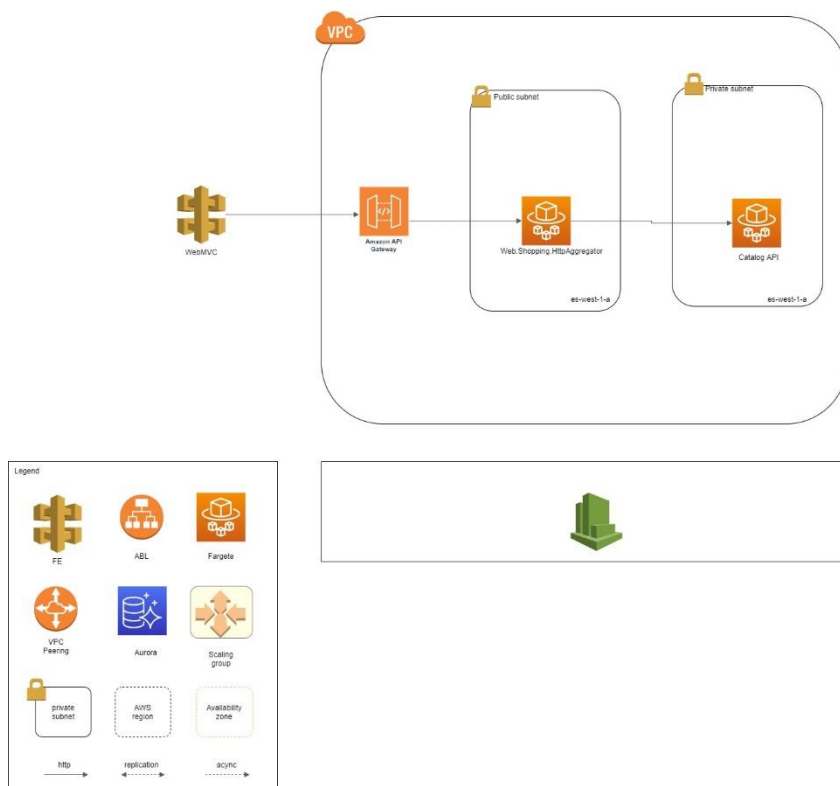 VPC
Public subnet
Private subnet
WebMVC
Amazon API
Gateway
Web.Shopping.HttpAggregator
Catalog API
es-west-1-a
es-west-1-a
Legend
FE
ABL
Fargete
VPC
Peering
Aurora
Scaling
group
private
subnet
AWS
region
Availability
zone
http
replication
acync